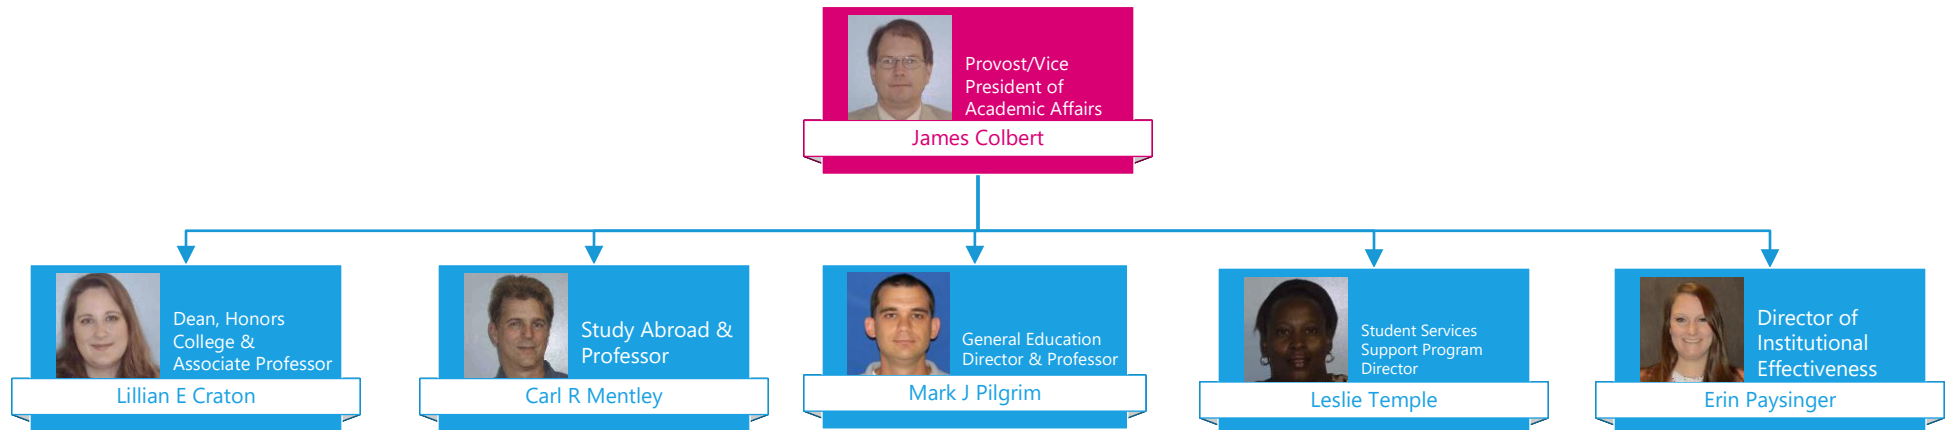 Provost/Vice
President of
Academic Affairs
James Colbert
Dean, Honors
College &
Associate Professor
Lillian E Craton
Study Abroad &
Professor
Carl R Mentley
General Education
Director & Professor
Mark J Pilgrim
Student Services
Support Program
Director
Leslie Temple
Director of
Institutional
Effectiveness
Erin Paysinger